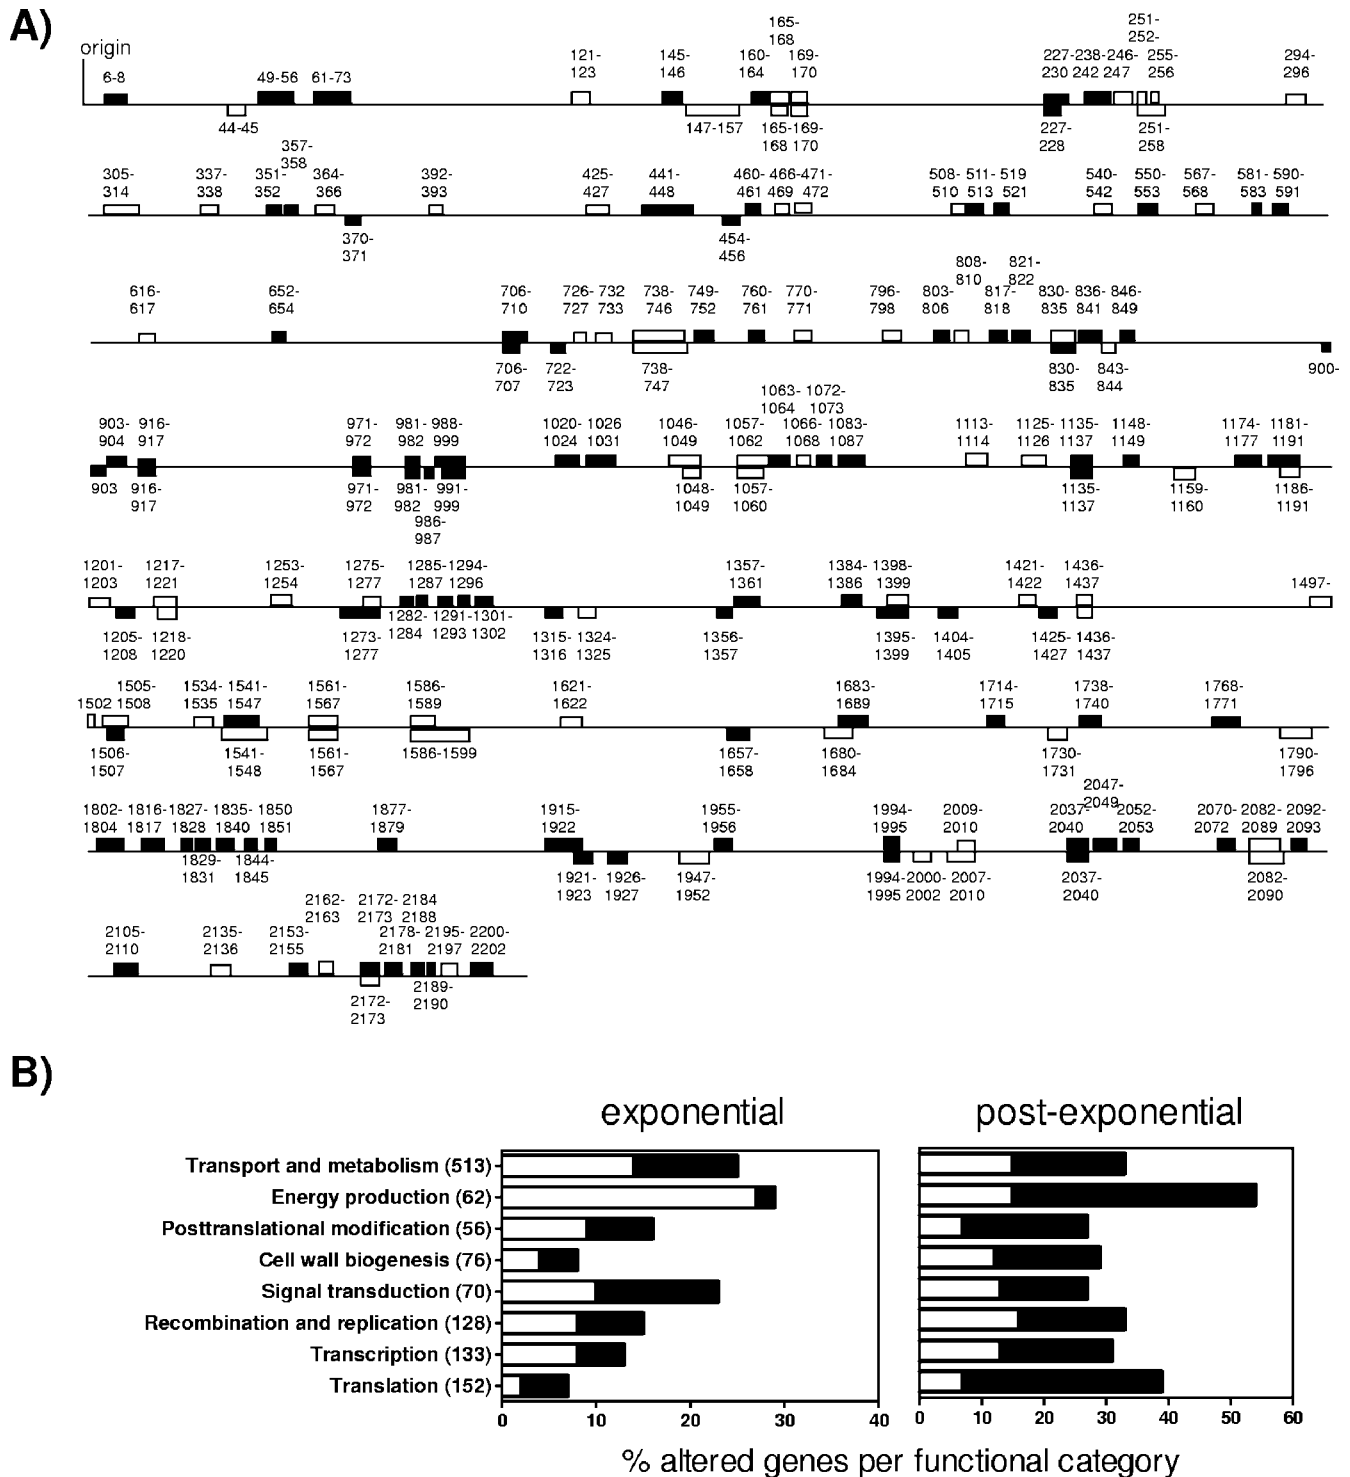 A)
origin
165- 251-
168 252-
6-8 49-56 61-73 121- 145- 160- 169- 227- 238- 246- 255- 294-
123 146 164 170 230 242 247 256 296
44-45 147-157 165- 169- 227- 251-
168 170 228 258
357-
358
305- 337- 351- 364- 392- 425- 441- 460- 466- 471- 508- 511- 519 540- 550- 567- 581- 590-
314 338 352 366 393 427 448 461 469 472 510 513 521 542 553 568 583 591
370- 454-
371 456
808- 821-
810 822
616- 652- 706- 726- 732 738- 749- 760- 770- 796- 803- 817- 830- 836- 846-
617 654 710 727 733 746 752 761 771 798 806 818 835 841 849
706- 722- 738- 830- 843- 900-
707 723 747 835 844
1063- 1072-
1064 1073
903- 916- 971- 981- 988- 1020- 1026 1046- 1057- 1066- 1083- 1113- 1125- 1135- 1148- 1174- 1181-
904 917 972 982 999 1024 1031 1049 1062 1068 1087 1114 1126 1137 1149 1177 1191
903 916- 971- 981- 991- 1048- 1057- 1135- 1159- 1186-
917 972 982 999 1049 1060 1137 1160 1191
986-
987
1201- 1217- 1253- 1275- 1285- 1294- 1357- 1384- 1398- 1421- 1436- 1497-
1203 1221 1254 1277 1287 1296 1361 1386 1399 1422 1437
1282- 1291- 1301-
1284 1293 1302
1205- 1218- 1273- 1315- 1324- 1356- 1395- 1404- 1425- 1436-
1208 1220 1277 1316 1325 1357 1399 1405 1427 1437
1505- 1534- 1541- 1561- 1586- 1621- 1683- 1714- 1738- 1768-
1502 1508 1535 1547 1567 1589 1622 1689 1715 1740 1771
1506- 1541- 1561- 1586-1599 1657- 1680- 1730- 1790-
1507 1548 1567 1658 1684 1731 1796
2047-
2049
1802- 1816- 1827- 1835- 1850 1877- 1915- 1955- 1994- 2009- 2037- 2052- 2070- 2082- 2092-
1804 1817 1828 1840 1851 1879 1922 1956 1995 2010 2040 2053 2072 2089 2093
1829- 1844- 1921- 1926- 1947- 1994- 2000- 2007- 2037- 2082-
1831 1845 1923 1927 1952 1995 2002 2010 2040 2090
2162- 2172- 2184
2163 2173 2188
2105- 2135- 2153- 2178- 2195- 2200-
2110 2136 2155 2181 2197 2202
2172- 2189-
2173 2190
B)
exponential post-exponential
Transport and metabolism (513)
Energy production (62)
Posttranslational modification (56)
Cell wall biogenesis (76)
Signal transduction (70)
Recombination and replication (128)
Transcription (133)
Translation (152)
0 10 20 30 40 0 10 20 30 40 50 60
% altered genes per functional category